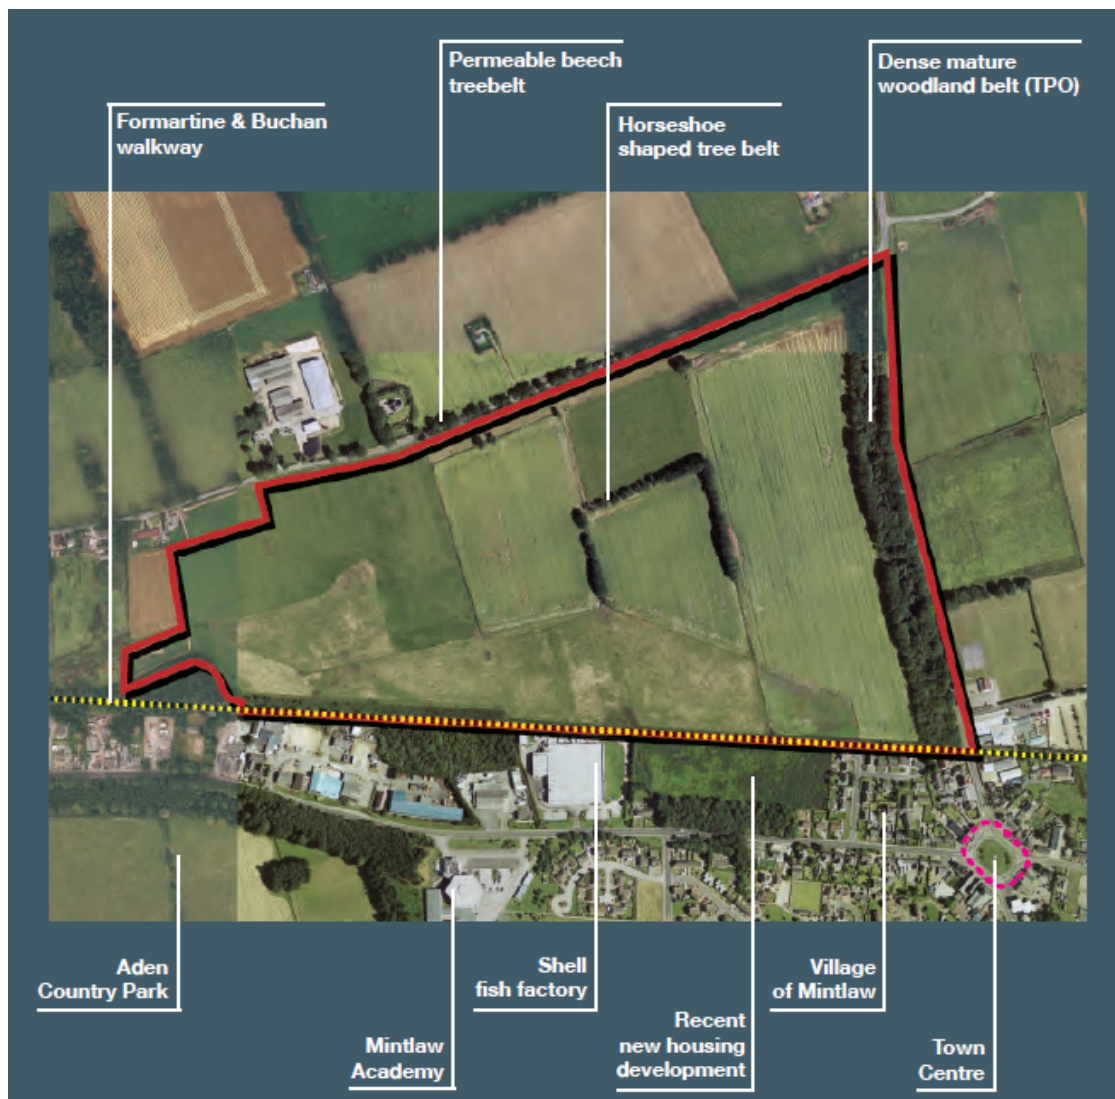 Permeable beech
treebelt
Dense mature
woodland belt (TPO)
Formartine & Buchan
walkway
Horseshoe
shaped tree belt
Aden
Country Park
Shell
fish factory
Village
of Mintlaw
Mintlaw
Academy
Recent
new housing
development
Town
Centre